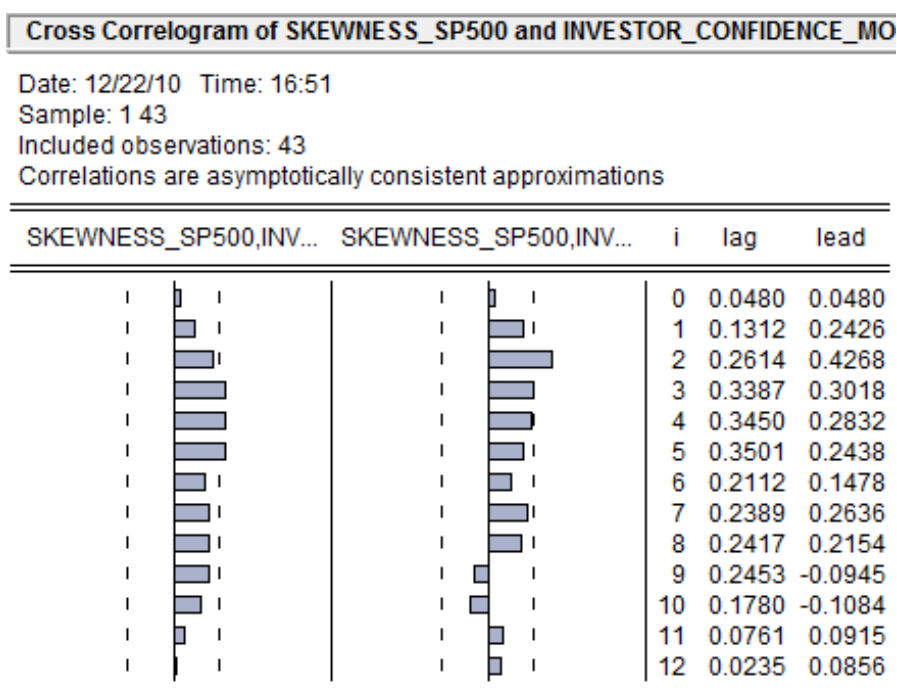 Cross Correlogram of SKEWNESS_SP500 and INVESTOR_CONFIDENCE_MO
Date: 12/22/10 Time: 16:51
Sample: 1 43
Included observations: 43
Correlations are asymptotically consistent approximations
SKEWNESS_SP500,INV... SKEWNESS_SP500,INV... i lag lead
0 0.0480 0.0480
1 0.1312 0.2426
2 0.2614 0.4268
3 0.3387 0.3018
4 0.3450 0.2832
5 0.3501 0.2438
6 0.2112 0.1478
7 0.2389 0.2636
8 0.2417 0.2154
9 0.2453 -0.0945
10 0.1780 -0.1084
11 0.0761 0.0915
12 0.0235 0.0856